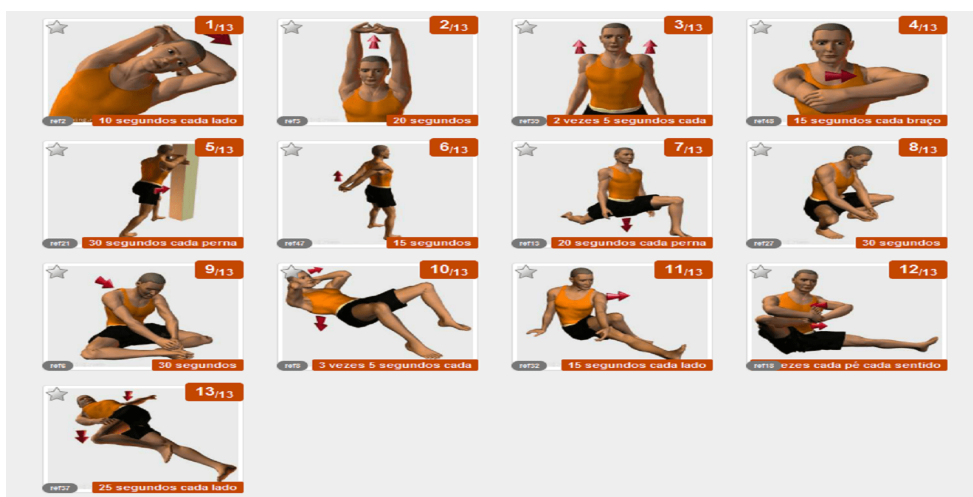 1/13
ref2 10 segundos cada lado
2/13
ref3 20 segundos
3/13
2 vezes 5 segundos cada
4/13
15 segundos cada braço
5/13
ref21 30 segundos cada perna
6/13
ref47 15 segundos
7/13
ref13 20 segundos cada perna
8/13
ref27 30 segundos
9/13
30 segundos
10/13
3 vezes 5 segundos cada
11/13
ref32 15 segundos cada lado
12/13
ref18 ezes cada pé cada sentido
13/13
ref37 25 segundos cada lado